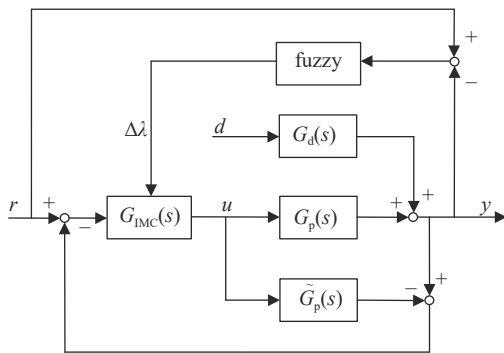 +
fuzzy
−
Δλ
d
G_d(s)
r
+
−
G_IMC(s)
u
G_p(s)
+
+
y
G̃_p(s)
−
+